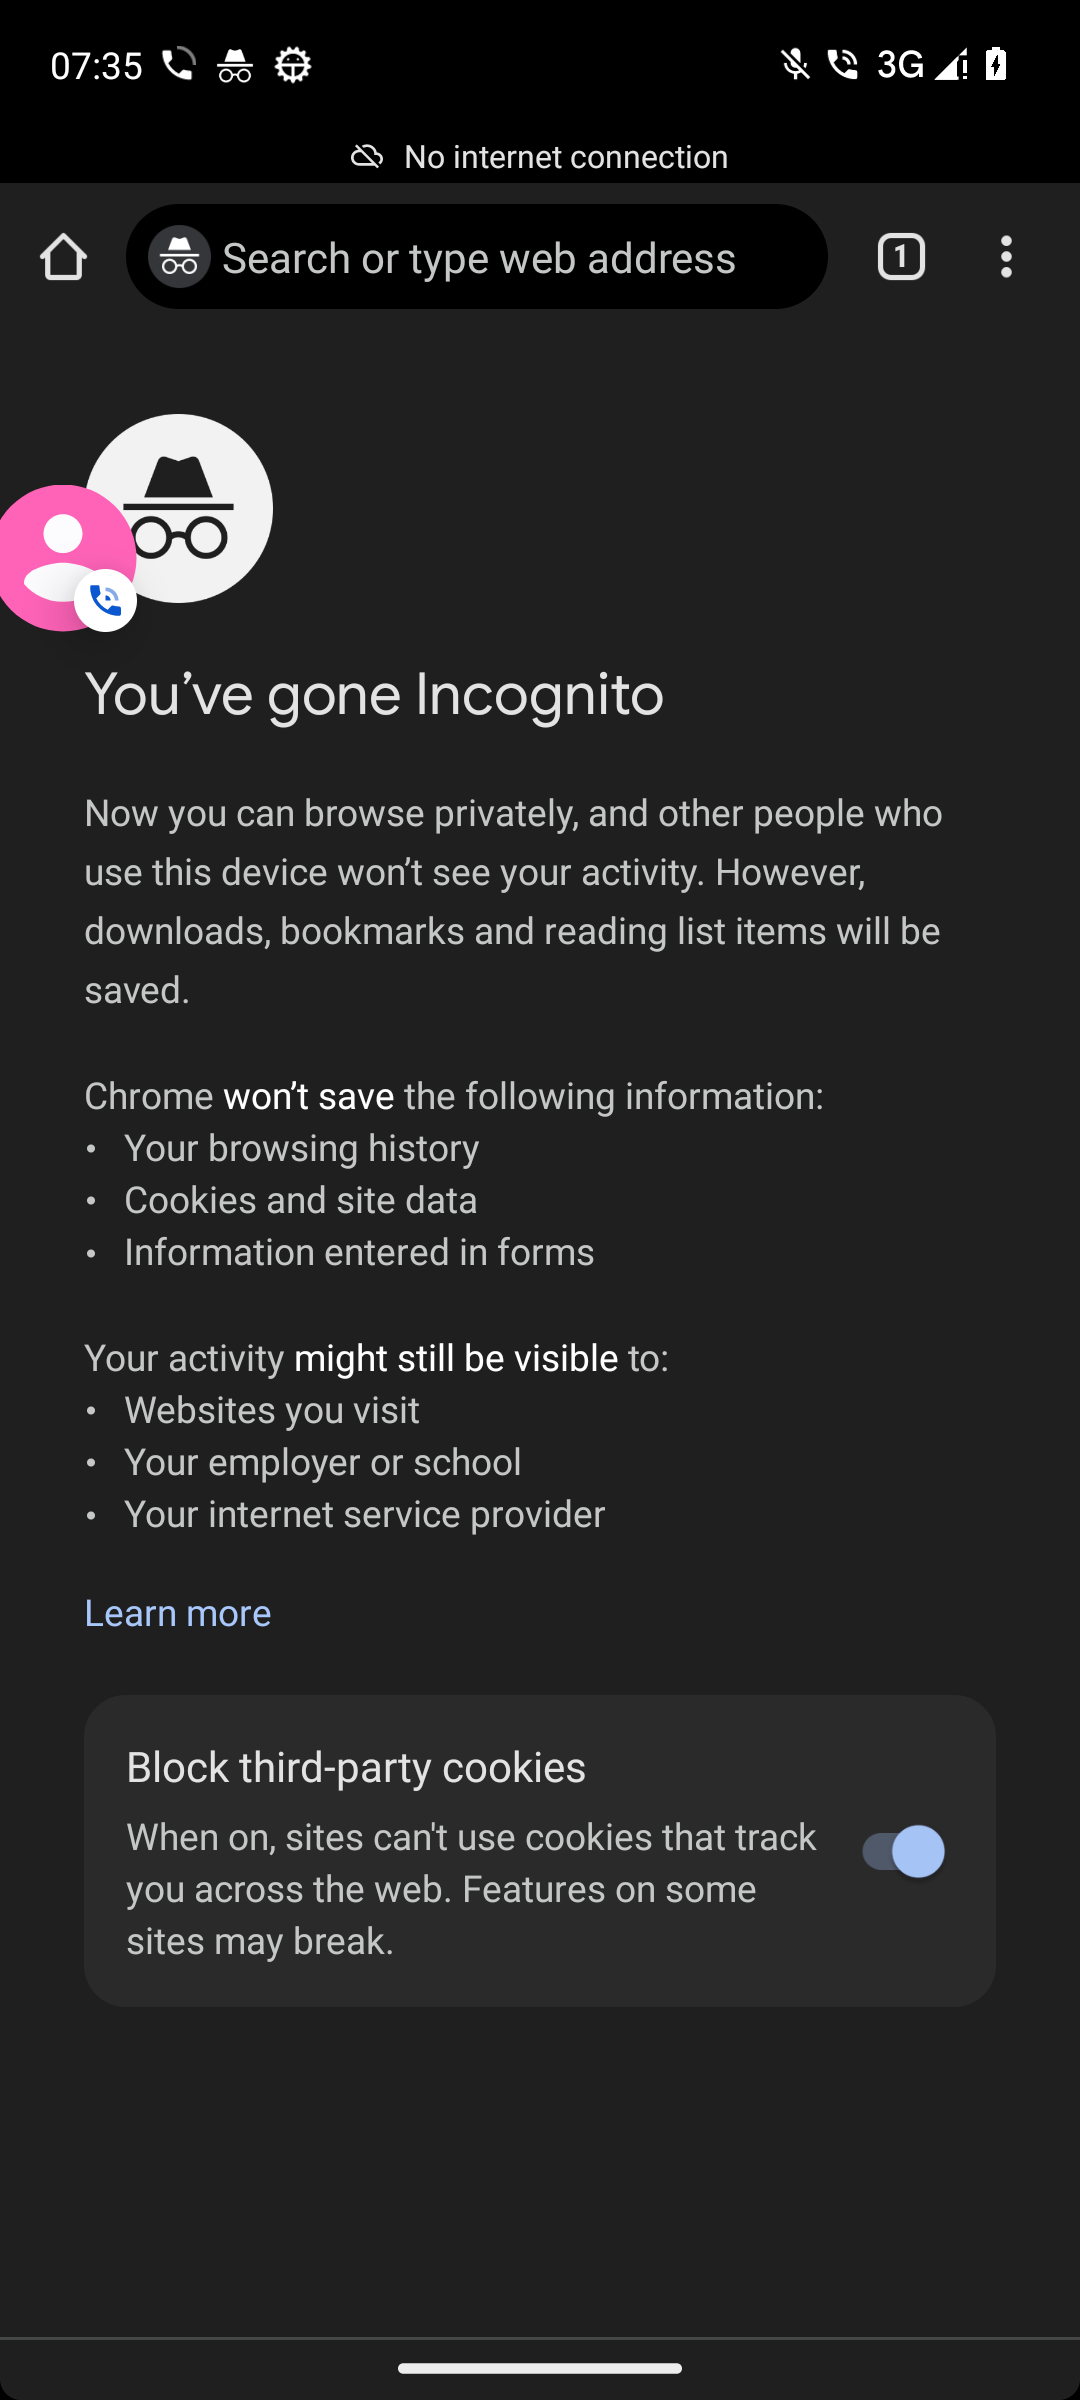 07:35
3G
No internet connection
Search or type web address
1
You’ve gone Incognito
Now you can browse privately, and other people who
use this device won’t see your activity. However,
downloads, bookmarks and reading list items will be
saved.
Chrome won’t save the following information:
• Your browsing history
• Cookies and site data
• Information entered in forms
Your activity might still be visible to:
• Websites you visit
• Your employer or school
• Your internet service provider
Learn more
Block third-party cookies
When on, sites can't use cookies that track
you across the web. Features on some
sites may break.